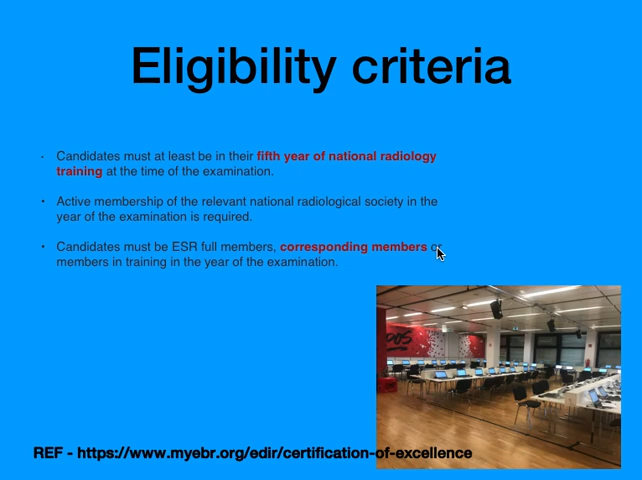 Eligibility criteria
• Candidates must at least be in their fifth year of national radiology
training at the time of the examination.
• Active membership of the relevant national radiological society in the
year of the examination is required.
• Candidates must be ESR full members, corresponding members or
members in training in the year of the examination.
REF - https://www.myebr.org/edir/certification-of-excellence